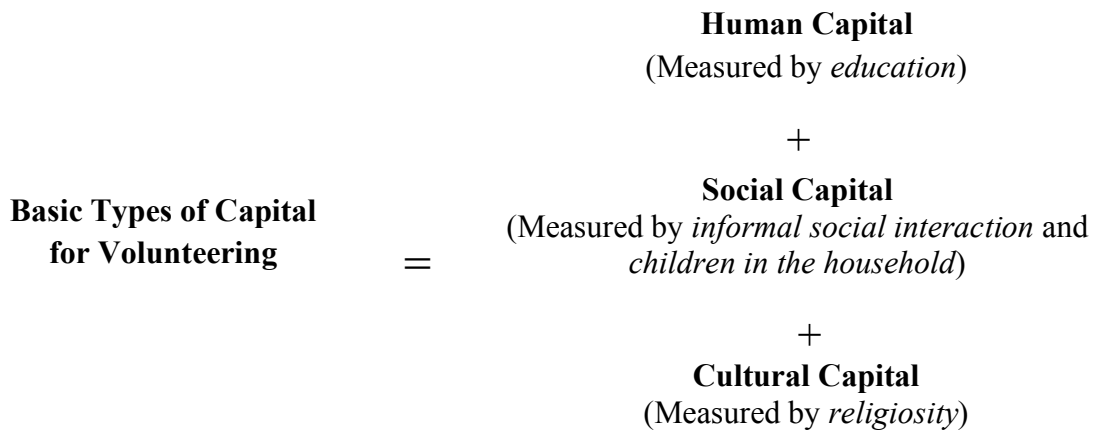 Human Capital
(Measured by education)
+
Social Capital
Basic Types of Capital
for Volunteering
=
(Measured by informal social interaction and
children in the household)
+
Cultural Capital
(Measured by religiosity)